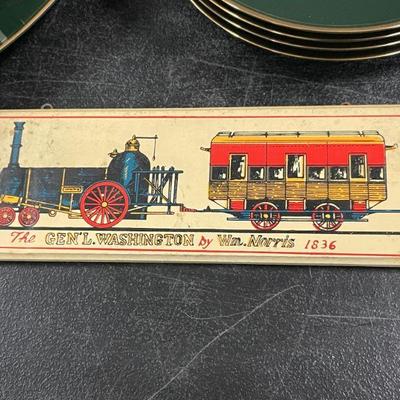 The GEN'L. WASHINGTON by Wm. Norris 1836